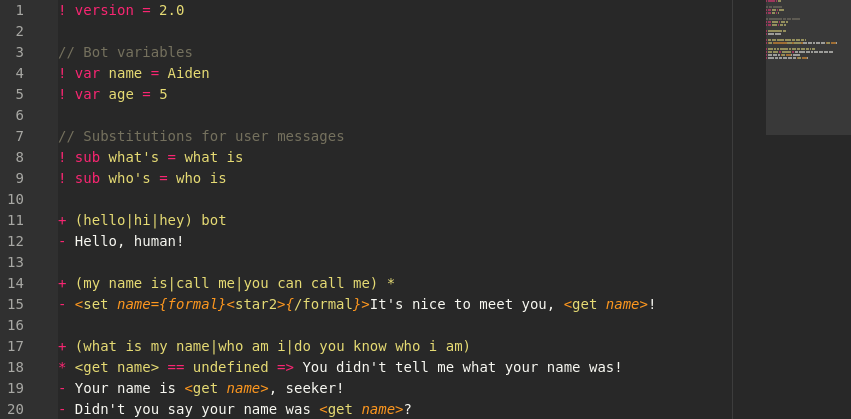 1 ! version = 2.0
2
3 // Bot variables
4 ! var name = Aiden
5 ! var age = 5
6
7 // Substitutions for user messages
8 ! sub what's = what is
9 ! sub who's = who is
10
11 + (hello|hi|hey) bot
12 - Hello, human!
13
14 + (my name is|call me|you can call me) *
15 - <set name={formal}<star2>{/formal}>It's nice to meet you, <get name>!
16
17 + (what is my name|who am i|do you know who i am)
18 * <get name> == undefined => You didn't tell me what your name was!
19 - Your name is <get name>, seeker!
20 - Didn't you say your name was <get name>?